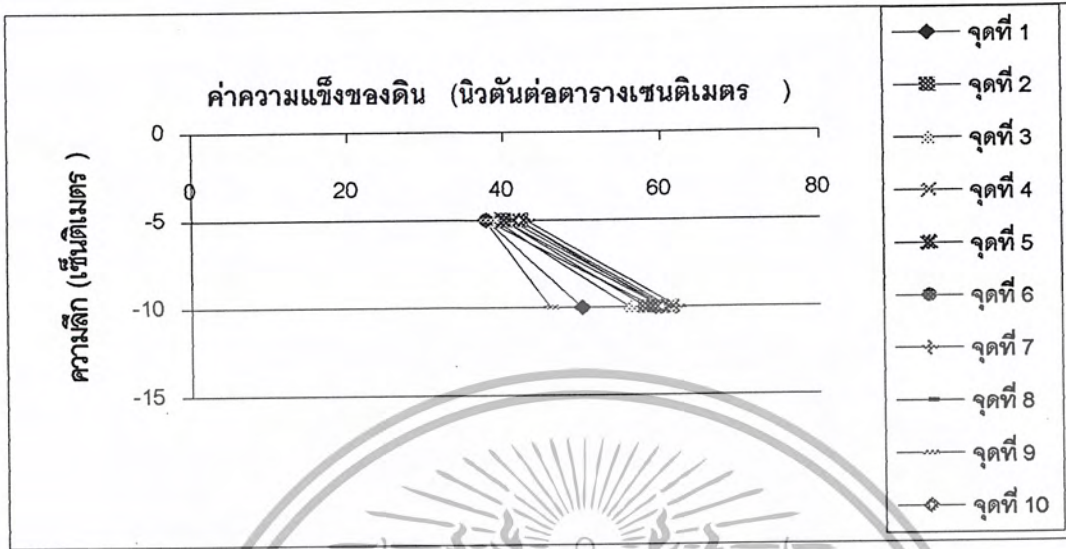 ค่าความแข็งของดิน (นิวตันต่อตารางเซนติเมตร )
0 20 40 60 80
ความลึก (เซ็นติเมตร )
0
-5
-10
-15
จุดที่ 1
จุดที่ 2
จุดที่ 3
จุดที่ 4
จุดที่ 5
จุดที่ 6
จุดที่ 7
จุดที่ 8
จุดที่ 9
จุดที่ 10